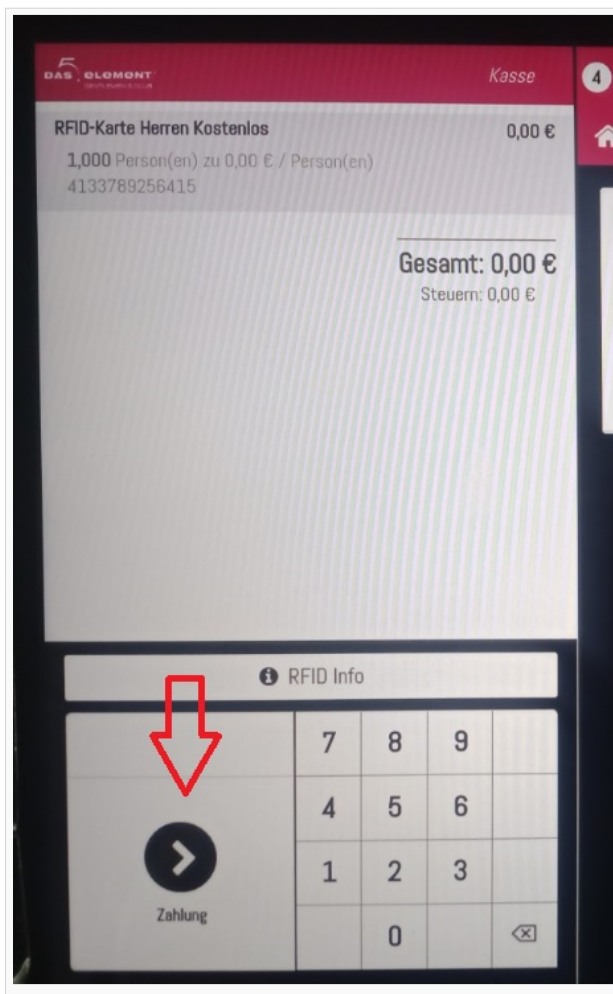 5
DAS ELEMENT
Kasse
4
RFID-Karte Herren Kostenlos 0,00 €
1,000 Person(en) zu 0,00 € / Person(en)
4133789256415
Gesamt: 0,00 €
Steuern: 0,00 €
RFID Info
7 8 9
4 5 6
1 2 3
Zahlung
0